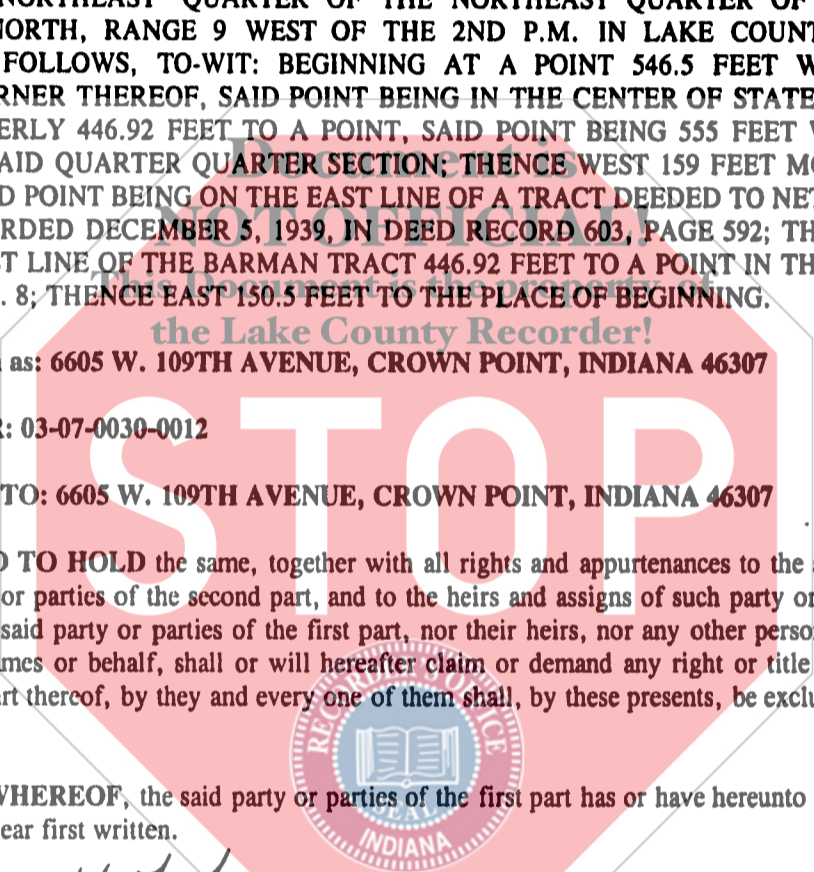 NORTHEAST QUARTER OF THE NORTHEAST QUARTER OF
NORTH, RANGE 9 WEST OF THE 2ND P.M. IN LAKE COUNT
FOLLOWS, TO-WIT: BEGINNING AT A POINT 546.5 FEET W
RNER THEREOF, SAID POINT BEING IN THE CENTER OF STATE
ERLY 446.92 FEET TO A POINT, SAID POINT BEING 555 FEET
Document is
AID QUARTER QUARTER SECTION; THENCE WEST 159 FEET MO
D POINT BEING ON THE EAST LINE OF A TRACT DEEDED TO NE
NOT OFFICIAL!
RDED DECEMBER 5, 1939, IN DEED RECORD 603, PAGE 592; TH
T LINE OF THE BARMAN TRACT 446.92 FEET TO A POINT IN TH
This Document is the property of
. 8; THENCE EAST 150.5 FEET TO THE PLACE OF BEGINNING.
the Lake County Recorder!
as: 6605 W. 109TH AVENUE, CROWN POINT, INDIANA 46307
STOP
: 03-07-0030-0012
TO: 6605 W. 109TH AVENUE, CROWN POINT, INDIANA 46307
TO HOLD the same, together with all rights and appurtenances to the
or parties of the second part, and to the heirs and assigns of such party or
said party or parties of the first part, nor their heirs, nor any other perso
mes or behalf, shall or will hereafter claim or demand any right or title
rt thereof, by they and every one of them shall, by these presents, be exclu
RECORDER'S OFFICE
WHEREOF, the said party or parties of the first part has or have hereunto
SEAL
ear first written.
INDIANA